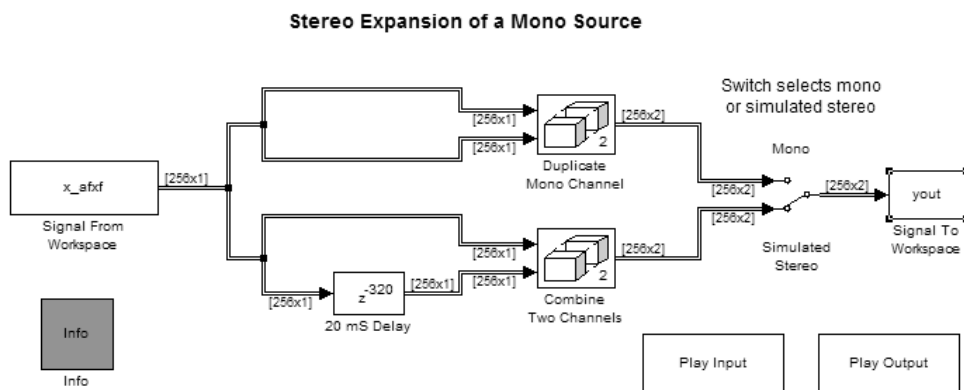 Stereo Expansion of a Mono Source
Switch selects mono
or simulated stereo
[256x1]
[256x1]
2
[256x2]
Duplicate
Mono Channel
Mono
[256x2]
x_afxf
[256x1]
Signal From
Workspace
[256x2]
[256x2]
yout
Signal To
Workspace
Simulated
Stereo
[256x1]
[256x1]
2
[256x2]
Combine
Two Channels
[256x1]
z-320
[256x1]
20 mS Delay
Info
Info
Play Input
Play Output